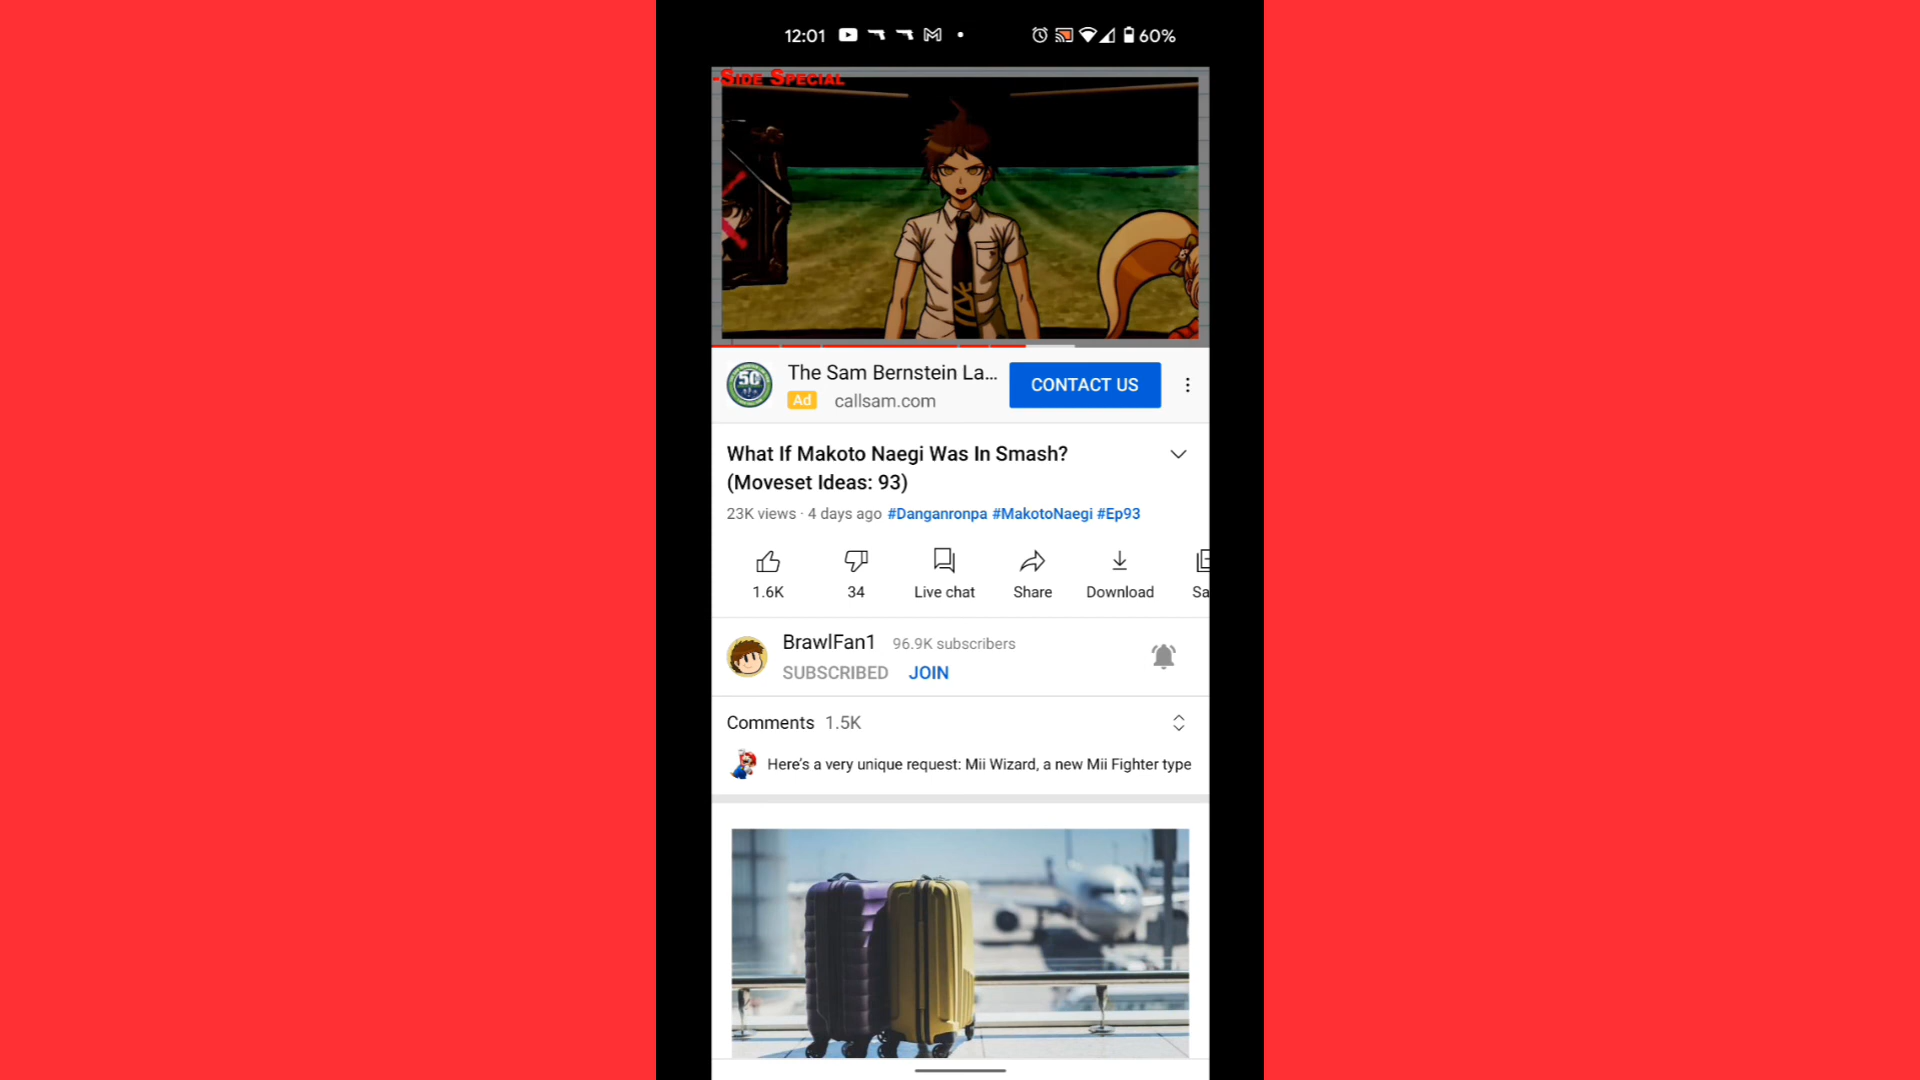 12:01
60%
-Side Special
50
The Sam Bernstein La...
CONTACT US
Ad callsam.com
What If Makoto Naegi Was In Smash?
(Moveset Ideas: 93)
23K views · 4 days ago #Danganronpa #MakotoNaegi #Ep93
1.6K
34
Live chat
Share
Download
Sa
BrawlFan1 96.9K subscribers
SUBSCRIBED JOIN
Comments 1.5K
Here's a very unique request: Mii Wizard, a new Mii Fighter type